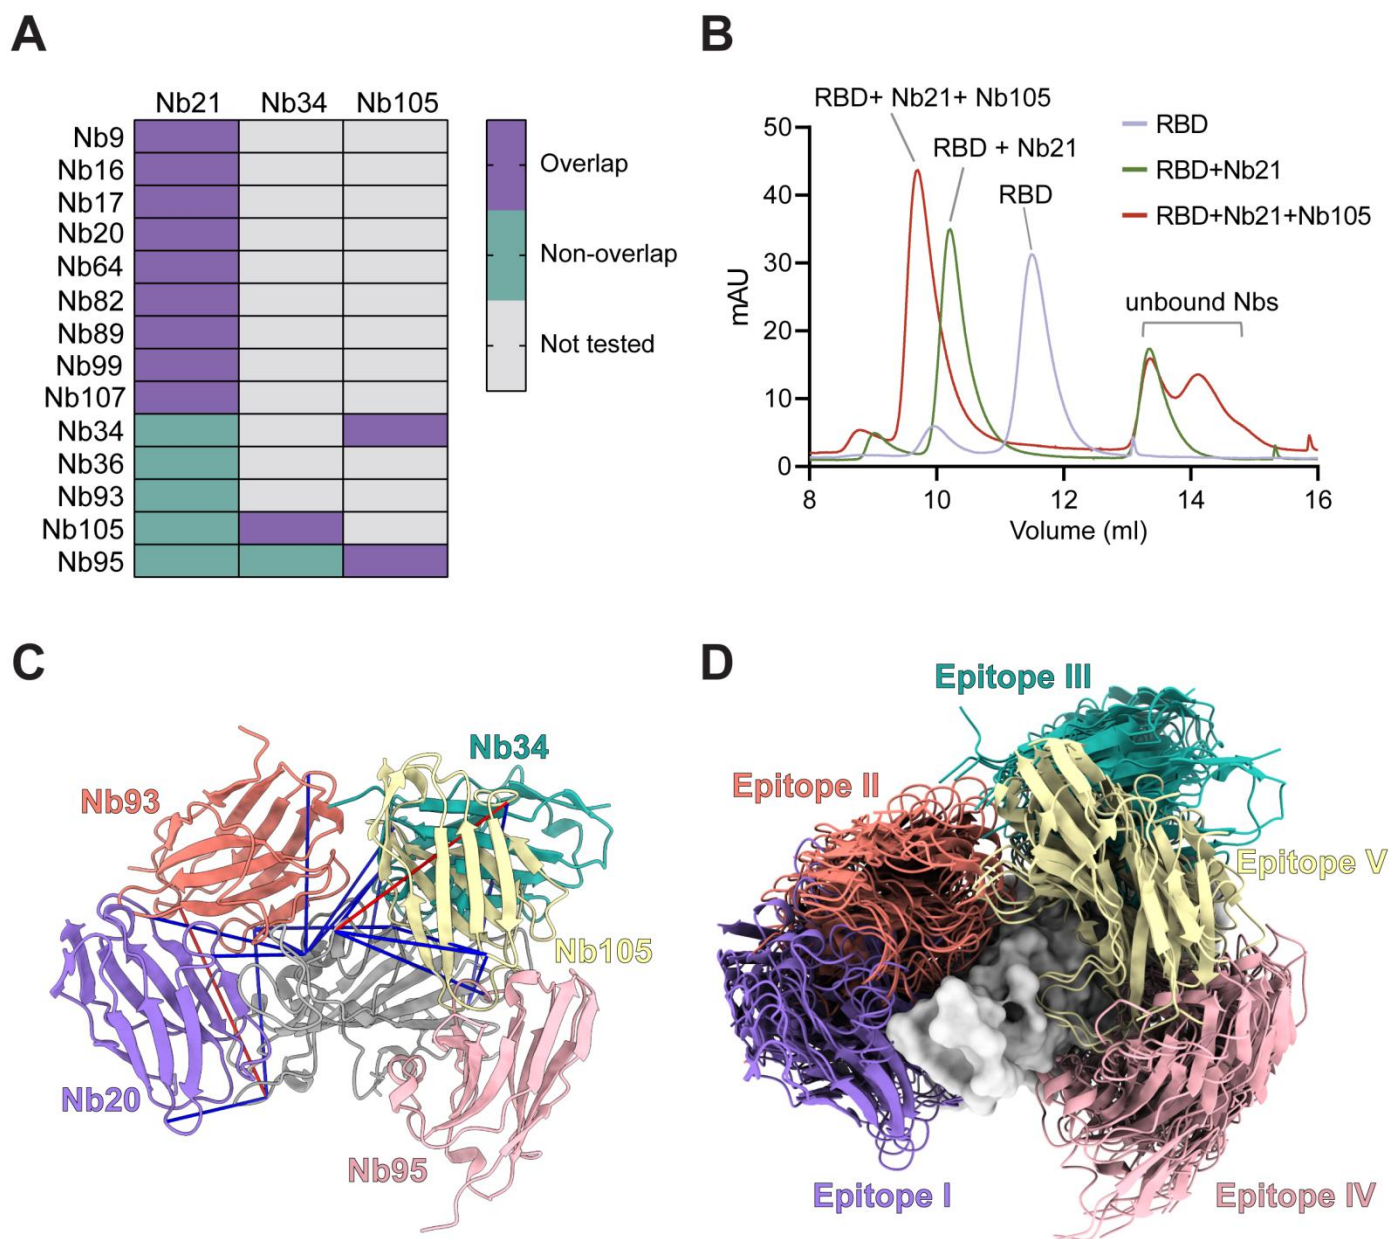 A
Nb21 Nb34 Nb105
Nb9
Nb16
Nb17
Nb20
Nb64
Nb82
Nb89
Nb99
Nb107
Nb34
Nb36
Nb93
Nb105
Nb95
Overlap
Non-overlap
Not tested
B
RBD+ Nb21+ Nb105
RBD + Nb21
RBD
RBD
RBD+Nb21
RBD+Nb21+Nb105
unbound Nbs
mAU
50
40
30
20
10
0
8 10 12 14 16
Volume (ml)
C
Nb34
Nb93
Nb105
Nb20
Nb95
D
Epitope III
Epitope II
Epitope V
Epitope I
Epitope IV